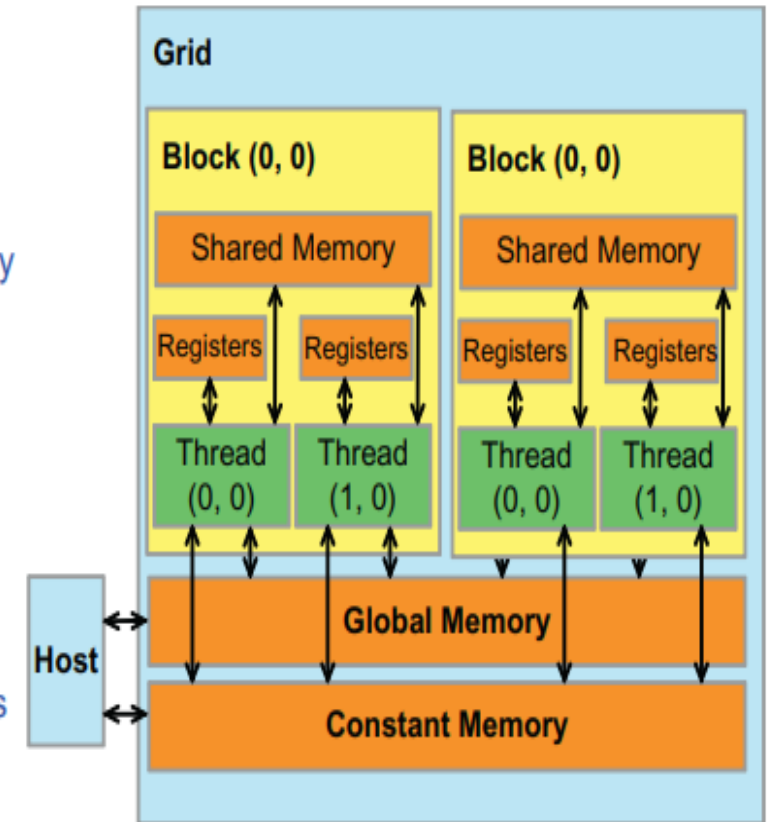 Grid
Block (0, 0)
Block (0, 0)
Shared Memory
Shared Memory
y
Registers
Registers
Registers
Registers
Thread
(0, 0)
Thread
(1, 0)
Thread
(0, 0)
Thread
(1, 0)
Global Memory
Host
s
Constant Memory